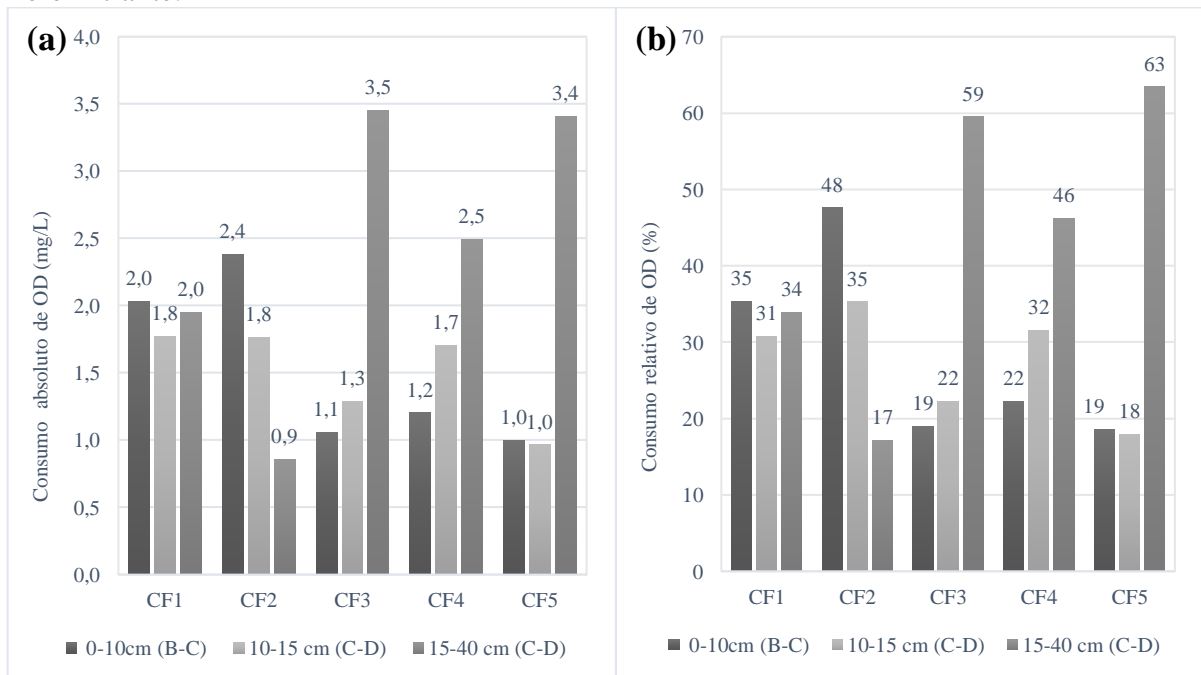 (a)
Consumo absoluto de OD (mg/L)
4,0
3,5
3,0
2,5
2,0
1,5
1,0
0,5
0,0
2,0
1,8
2,0
2,4
1,8
0,9
1,1
1,3
3,5
1,2
1,7
2,5
1,0
1,0
3,4
CF1
CF2
CF3
CF4
CF5
0-10cm (B-C)
10-15 cm (C-D)
15-40 cm (C-D)
(b)
Consumo relativo de OD (%)
70
60
50
40
30
20
10
0
35
31
34
48
35
17
19
22
59
22
32
46
19
18
63
CF1
CF2
CF3
CF4
CF5
0-10cm (B-C)
10-15 cm (C-D)
15-40 cm (C-D)